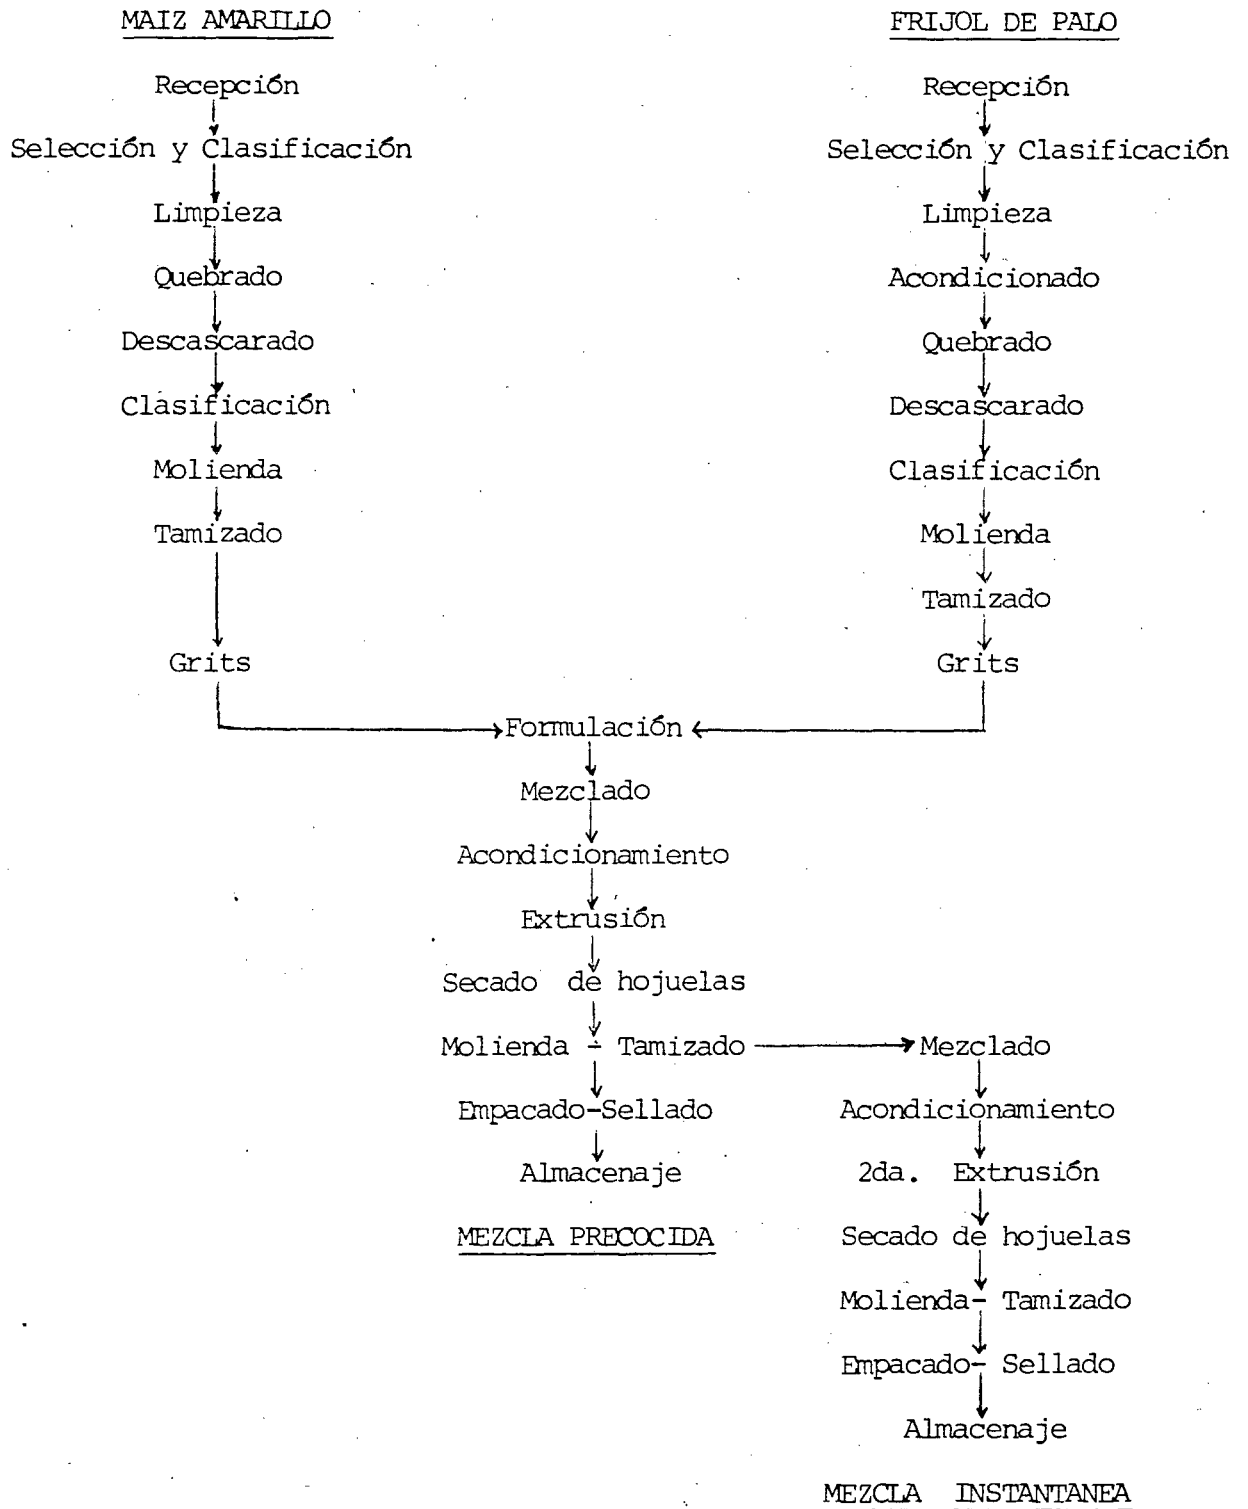 MAIZ AMARILLO
Recepción
Selección y Clasificación
Limpieza
Quebrado
Descascarado
Clasificación
Molienda
Tamizado
Grits
FRIJOL DE PALO
Recepción
Selección y Clasificación
Limpieza
Acondicionado
Quebrado
Descascarado
Clasificación
Molienda
Tamizado
Grits
Formulación
Mezclado
Acondicionamiento
Extrusión
Secado de hojuelas
Molienda - Tamizado
Empacado-Sellado
Almacenaje
MEZCLA PRECOCIDA
Mezclado
Acondicionamiento
2da. Extrusión
Secado de hojuelas
Molienda- Tamizado
Empacado- Sellado
Almacenaje
MEZCLA INSTANTANEA